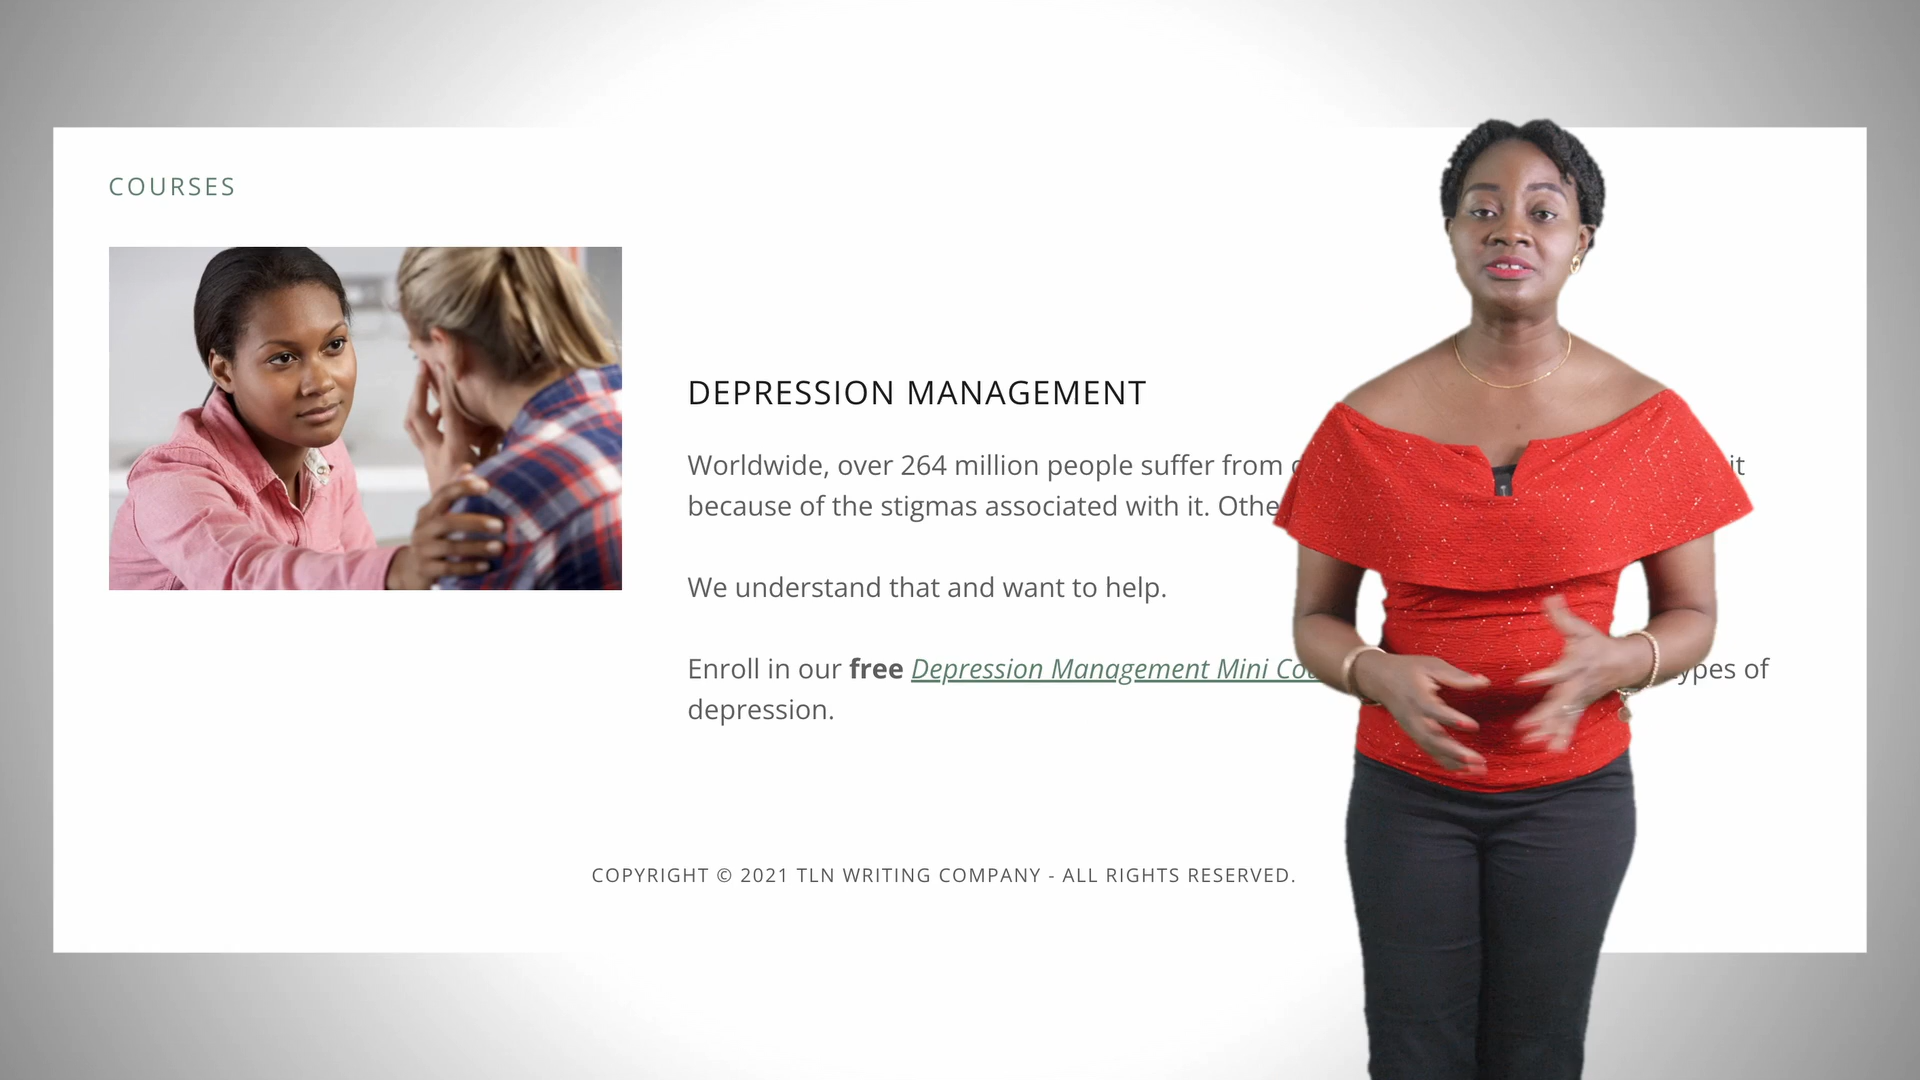 COURSES
DEPRESSION MANAGEMENT
Worldwide, over 264 million people suffer from it
because of the stigmas associated with it.
We understand that and want to help.
Enroll in our free Depression Management Mini of
depression.
COPYRIGHT © 2021 TLN WRITING COMPANY - ALL RIGHTS RESERVED.